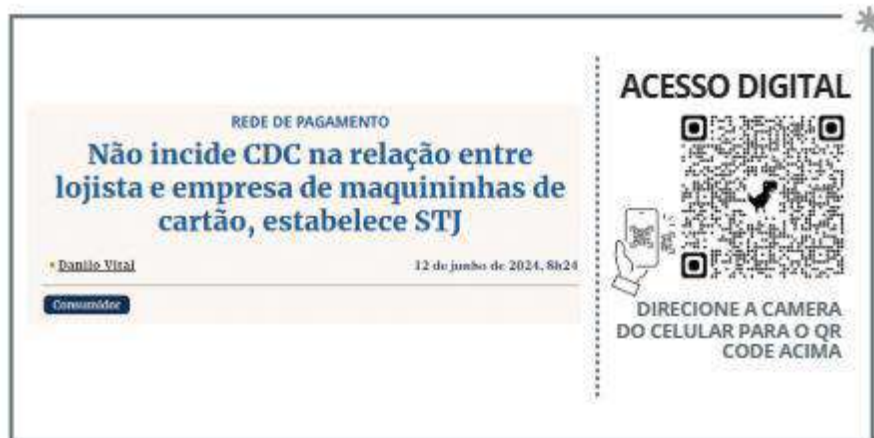 REDE DE PAGAMENTO
Não incide CDC na relação entre
lojista e empresa de maquininhas de
cartão, estabelece STJ
Danilo Vital
12 de junho de 2024, 8h24
Consumidor
ACESSO DIGITAL
DIRECIONE A CAMERA
DO CELULAR PARA O QR
CODE ACIMA